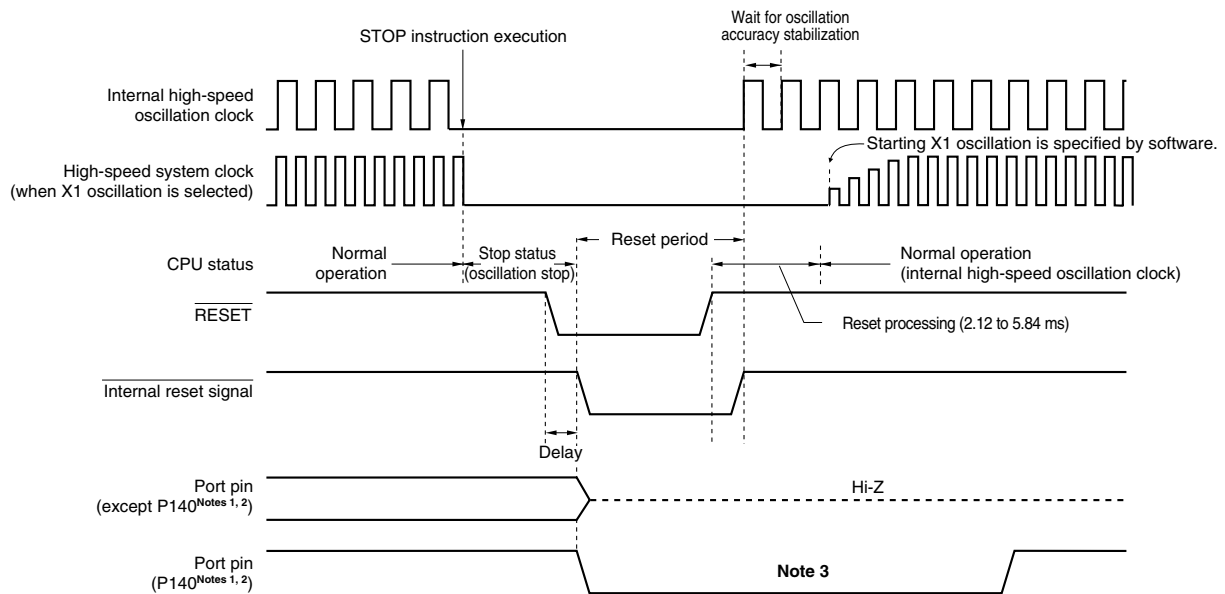 Wait for oscillation
accuracy stabilization
STOP instruction execution
Internal high-speed
oscillation clock
Starting X1 oscillation is specified by software.
High-speed system clock
(when X1 oscillation is selected)
CPU status
Normal
operation
Stop status
(oscillation stop)
Reset period
Normal operation
(internal high-speed oscillation clock)
RESET
Reset processing (2.12 to 5.84 ms)
Internal reset signal
Delay
Port pin
(except P140Notes 1, 2)
Hi-Z
Port pin
(P140Notes 1, 2)
Note 3